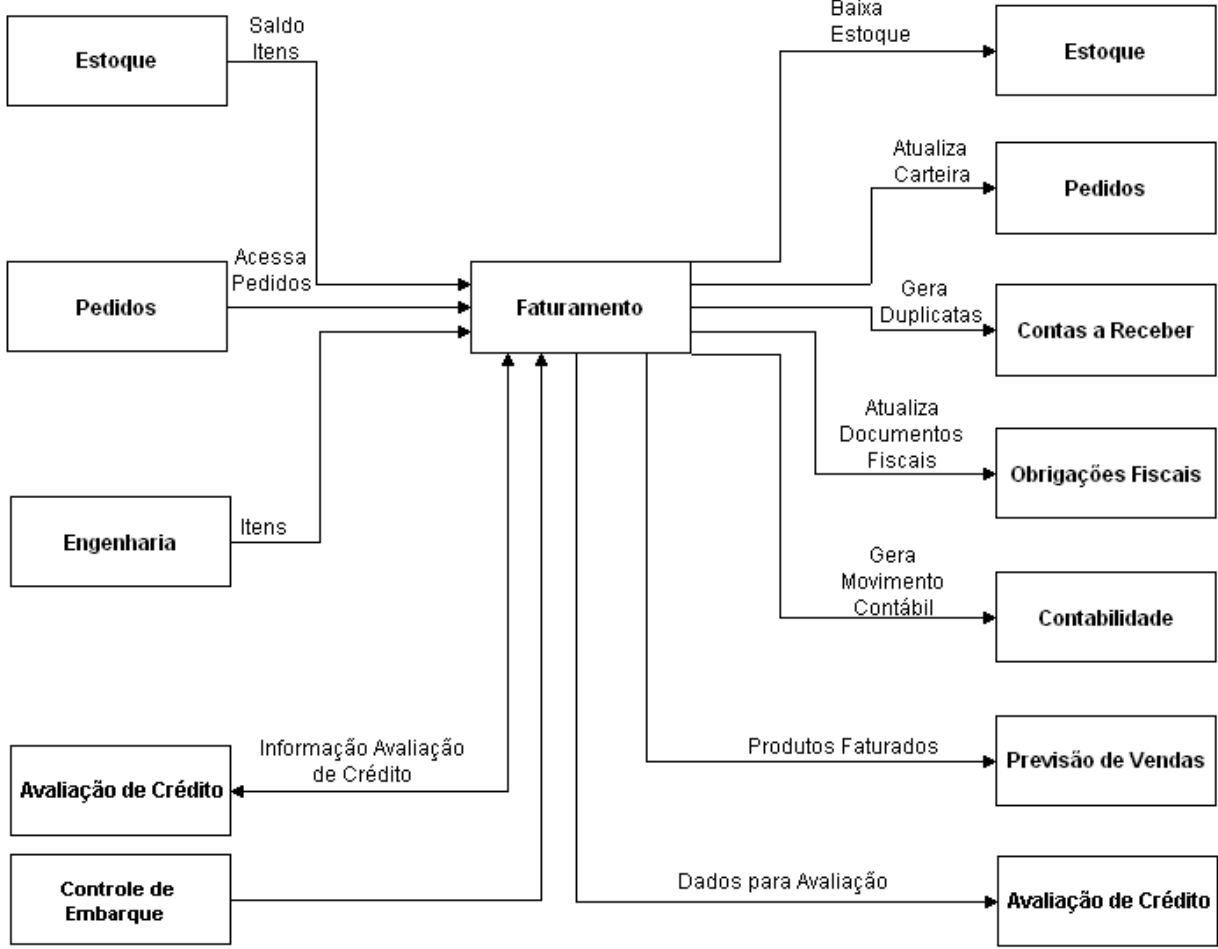 Saldo
Itens
Estoque
Baixa
Estoque
Estoque
Atualiza
Carteira
Pedidos
Acessa
Pedidos
Pedidos
Faturamento
Gera
Duplicatas
Contas a Receber
Atualiza
Documentos
Fiscais
Obrigações Fiscais
Itens
Engenharia
Gera
Movimento
Contábil
Contabilidade
Informação Avaliação
de Crédito
Avaliação de Crédito
Produtos Faturados
Previsão de Vendas
Controle de
Embarque
Dados para Avaliação
Avaliação de Crédito